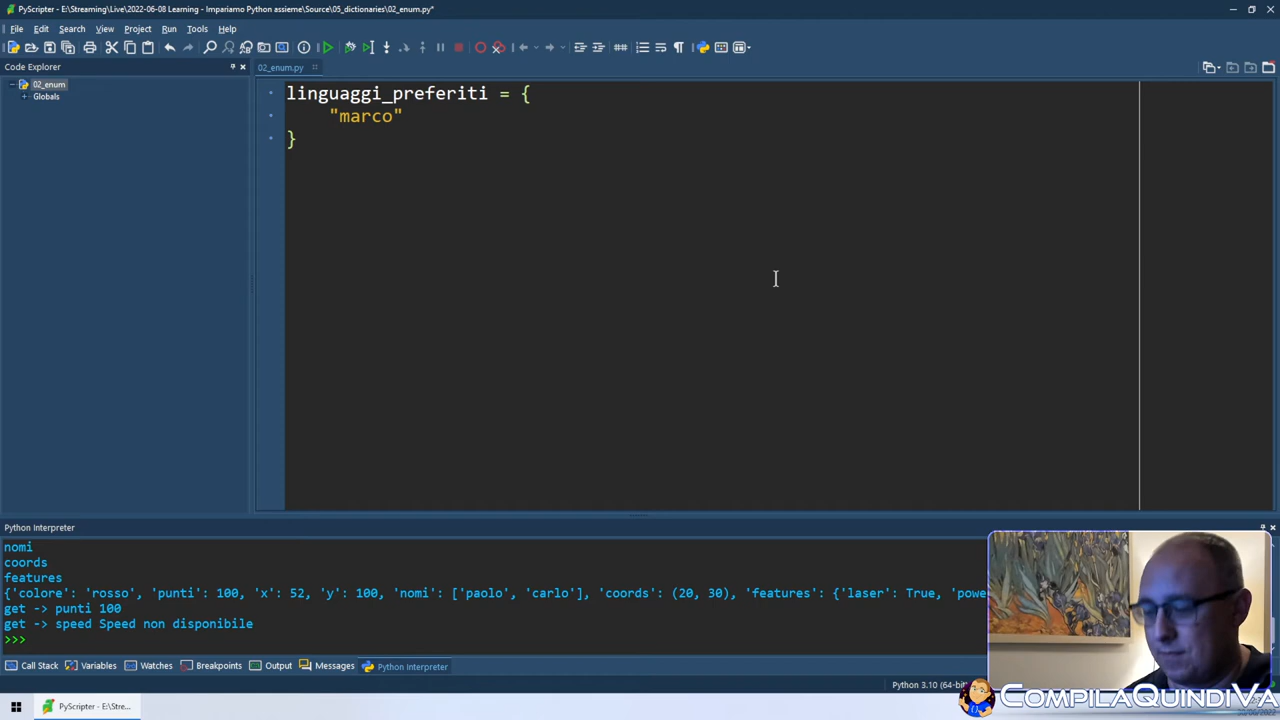 PyScripter - E:\Streaming\Live\2022-06-08 Learning - Impariamo Python assieme\Source\05_dictionaries\02_enum.py*
File Edit Search View Project Run Tools Help
Code Explorer
02_enum.py
02_enum
Globals
linguaggi_preferiti = {
"marco"
}
Python Interpreter
nomi
coords
features
{'colore': 'rosso', 'punti': 100, 'x': 52, 'y': 100, 'nomi': ['paolo', 'carlo'], 'coords': (20, 30), 'features': {'laser': True, 'powe
get -> punti 100
get -> speed Speed non disponibile
>>>
Call Stack Variables Watches Breakpoints Output Messages Python Interpreter
Python 3.10 (64-bit)
PyScripter - E:\Stre...
COMPILAQUINDIVA